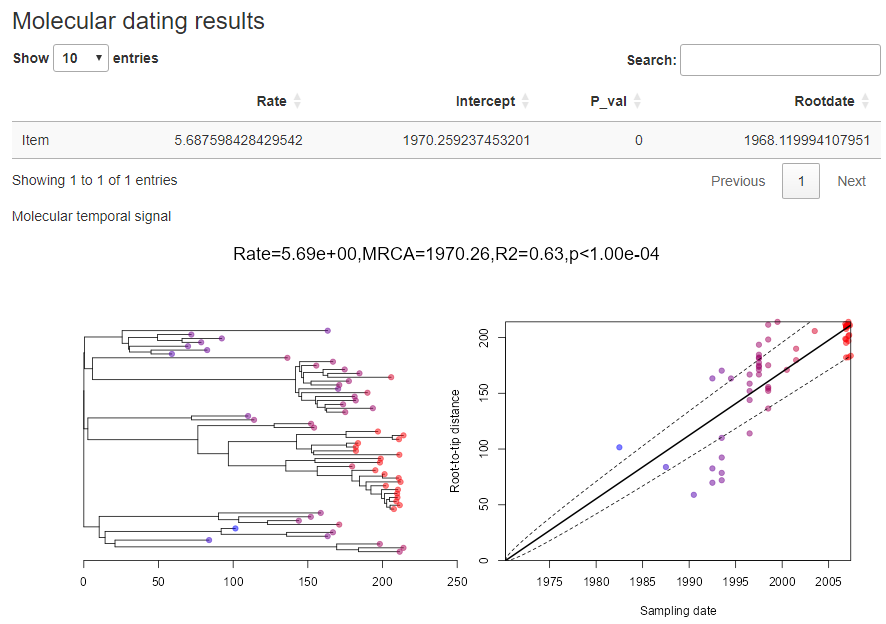 Molecular dating results
Show 10 entries
Search:
Rate Intercept P_val Rootdate
Item 5.687598428429542 1970.259237453201 0 1968.119994107951
Showing 1 to 1 of 1 entries
Previous 1 Next
Molecular temporal signal
Rate=5.69e+00,MRCA=1970.26,R2=0.63,p<1.00e-04
0 50 100 150 200 250
Root-to-tip distance
0 50 100 150 200
1975 1980 1985 1990 1995 2000 2005
Sampling date